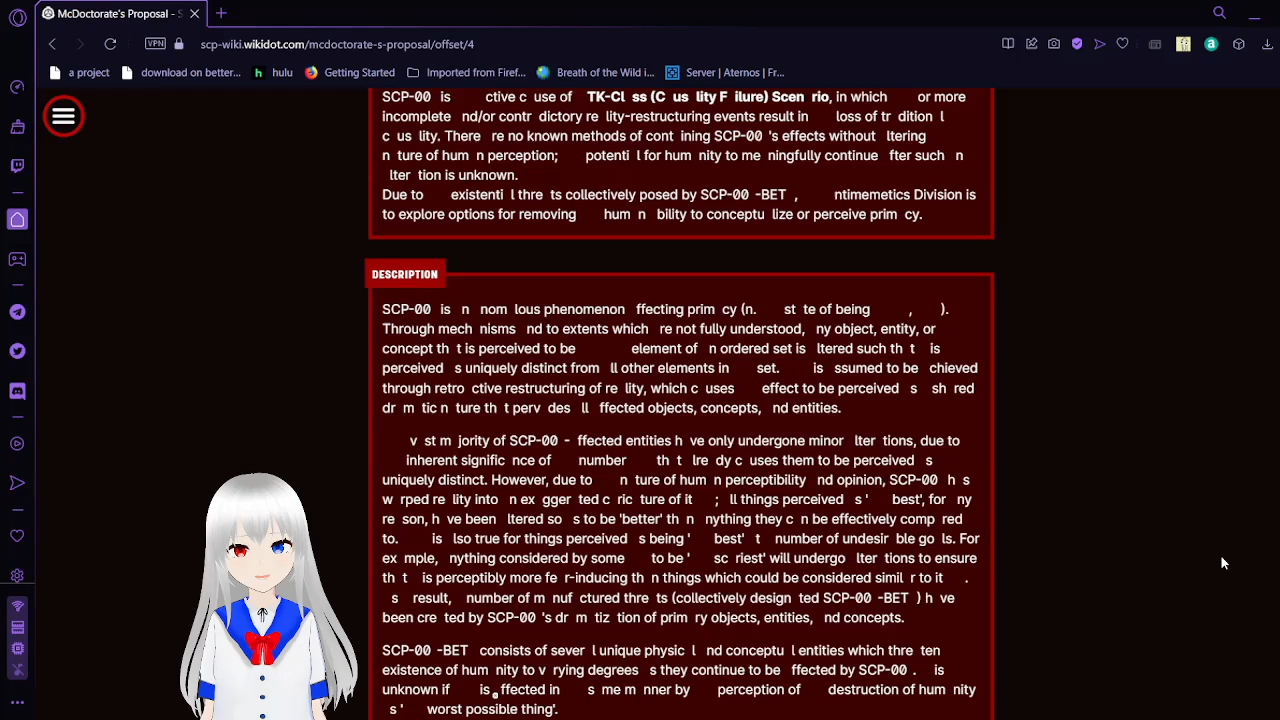 McDoctorate's Proposal - S
VPN scp-wiki.wikidot.com/mcdoctorate-s-proposal/offset/4
a project download on better... h hulu Getting Started Imported from Firef... Breath of the Wild i... Server | Aternos | Fr...
SCP-00 is ctive c use of TK-Cl ss (C us lity F ilure) Scen rio, in which or more
incomplete nd/or contr dictory re lity-restructuring events result in loss of tr dition l
c us lity. There re no known methods of cont ining SCP-00 's effects without ltering
n ture of hum n perception; potenti l for hum nity to me ningfully continue fter such n
lter tion is unknown.
Due to existenti l thre ts collectively posed by SCP-00 -BET , ntimemetics Division is
to explore options for removing hum n bility to conceptu lize or perceive prim cy.
DESCRIPTION
SCP-00 is n nom lous phenomenon ffecting prim cy (n. st te of being , ).
Through mech nisms nd to extents which re not fully understood, ny object, entity, or
concept th t is perceived to be element of n ordered set is ltered such th t is
perceived s uniquely distinct from ll other elements in set. is ssumed to be chieved
through retro ctive restructuring of re lity, which c uses effect to be perceived s sh red
dr m tic n ture th t perv des ll ffected objects, concepts, nd entities.
v st m jority of SCP-00 - ffected entities h ve only undergone minor lter tions, due to
inherent signific nce of number th t lre dy c uses them to be perceived s
uniquely distinct. However, due to n ture of hum n perceptibility nd opinion, SCP-00 h s
w rped re lity into n ex gger ted c ric ture of it ; ll things perceived s ' best', for ny
re son, h ve been ltered so s to be 'better' th n nything they c n be effectively comp red
to. is lso true for things perceived s being ' best' t number of undesir ble go ls. For
ex mple, nything considered by some to be ' sc riest' will undergo lter tions to ensure
th t is perceptibly more fe r-inducing th n things which could be considered simil r to it .
s result, number of m nuf ctured thre ts (collectively design ted SCP-00 -BET ) h ve
been cre ted by SCP-00 's dr m tiz tion of prim ry objects, entities, nd concepts.
SCP-00 -BET consists of sever l unique physic l nd conceptu l entities which thre ten
existence of hum nity to v rying degrees s they continue to be ffected by SCP-00 . is
unknown if is ffected in s me m nner by perception of destruction of hum nity
s ' worst possible thing'.